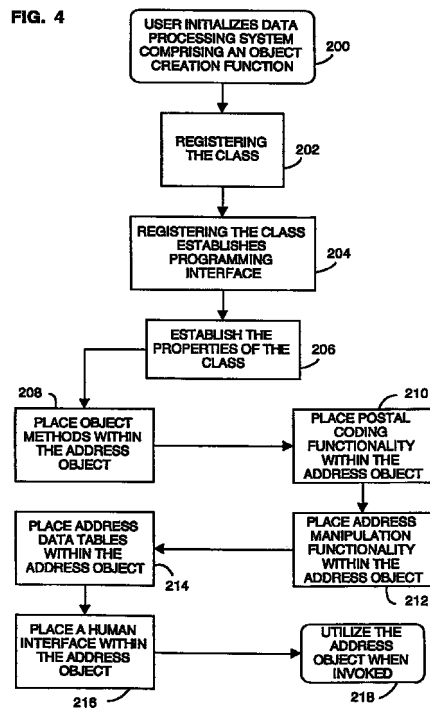 FIG. 4
USER INITIALIZES DATA
PROCESSING SYSTEM
COMPRISING AN OBJECT
CREATION FUNCTION
200
REGISTERING
THE CLASS
202
REGISTERING THE CLASS
ESTABLISHES
PROGRAMMING
INTERFACE
204
ESTABLISH THE
PROPERTIES OF THE
CLASS
206
208
PLACE OBJECT
METHODS WITHIN
THE ADDRESS
OBJECT
210
PLACE POSTAL
CODING
FUNCTIONALITY
WITHIN THE
ADDRESS OBJECT
PLACE ADDRESS
MANIPULATION
FUNCTIONALITY
WITHIN THE
ADDRESS OBJECT
212
PLACE ADDRESS
DATA TABLES
WITHIN THE
ADDRESS OBJECT
214
PLACE A HUMAN
INTERFACE WITHIN
THE ADDRESS
OBJECT
216
UTILIZE THE
ADDRESS
OBJECT WHEN
INVOKED
218